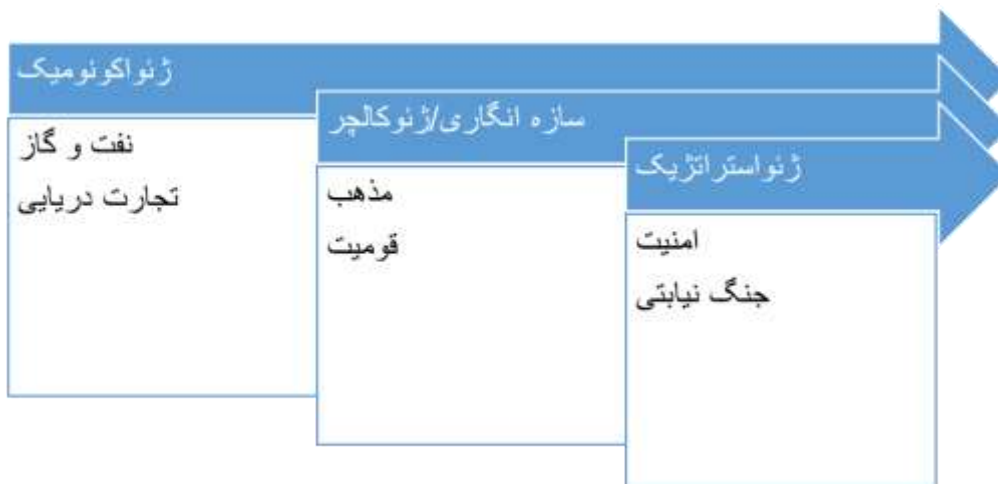 ژئواکونومیک
نفت و گاز
تجارت دریایی
سازه انگاری/ژئوکالچر
مذهب
قومیت
ژئواستراتژیک
امنیت
جنگ نیابتی